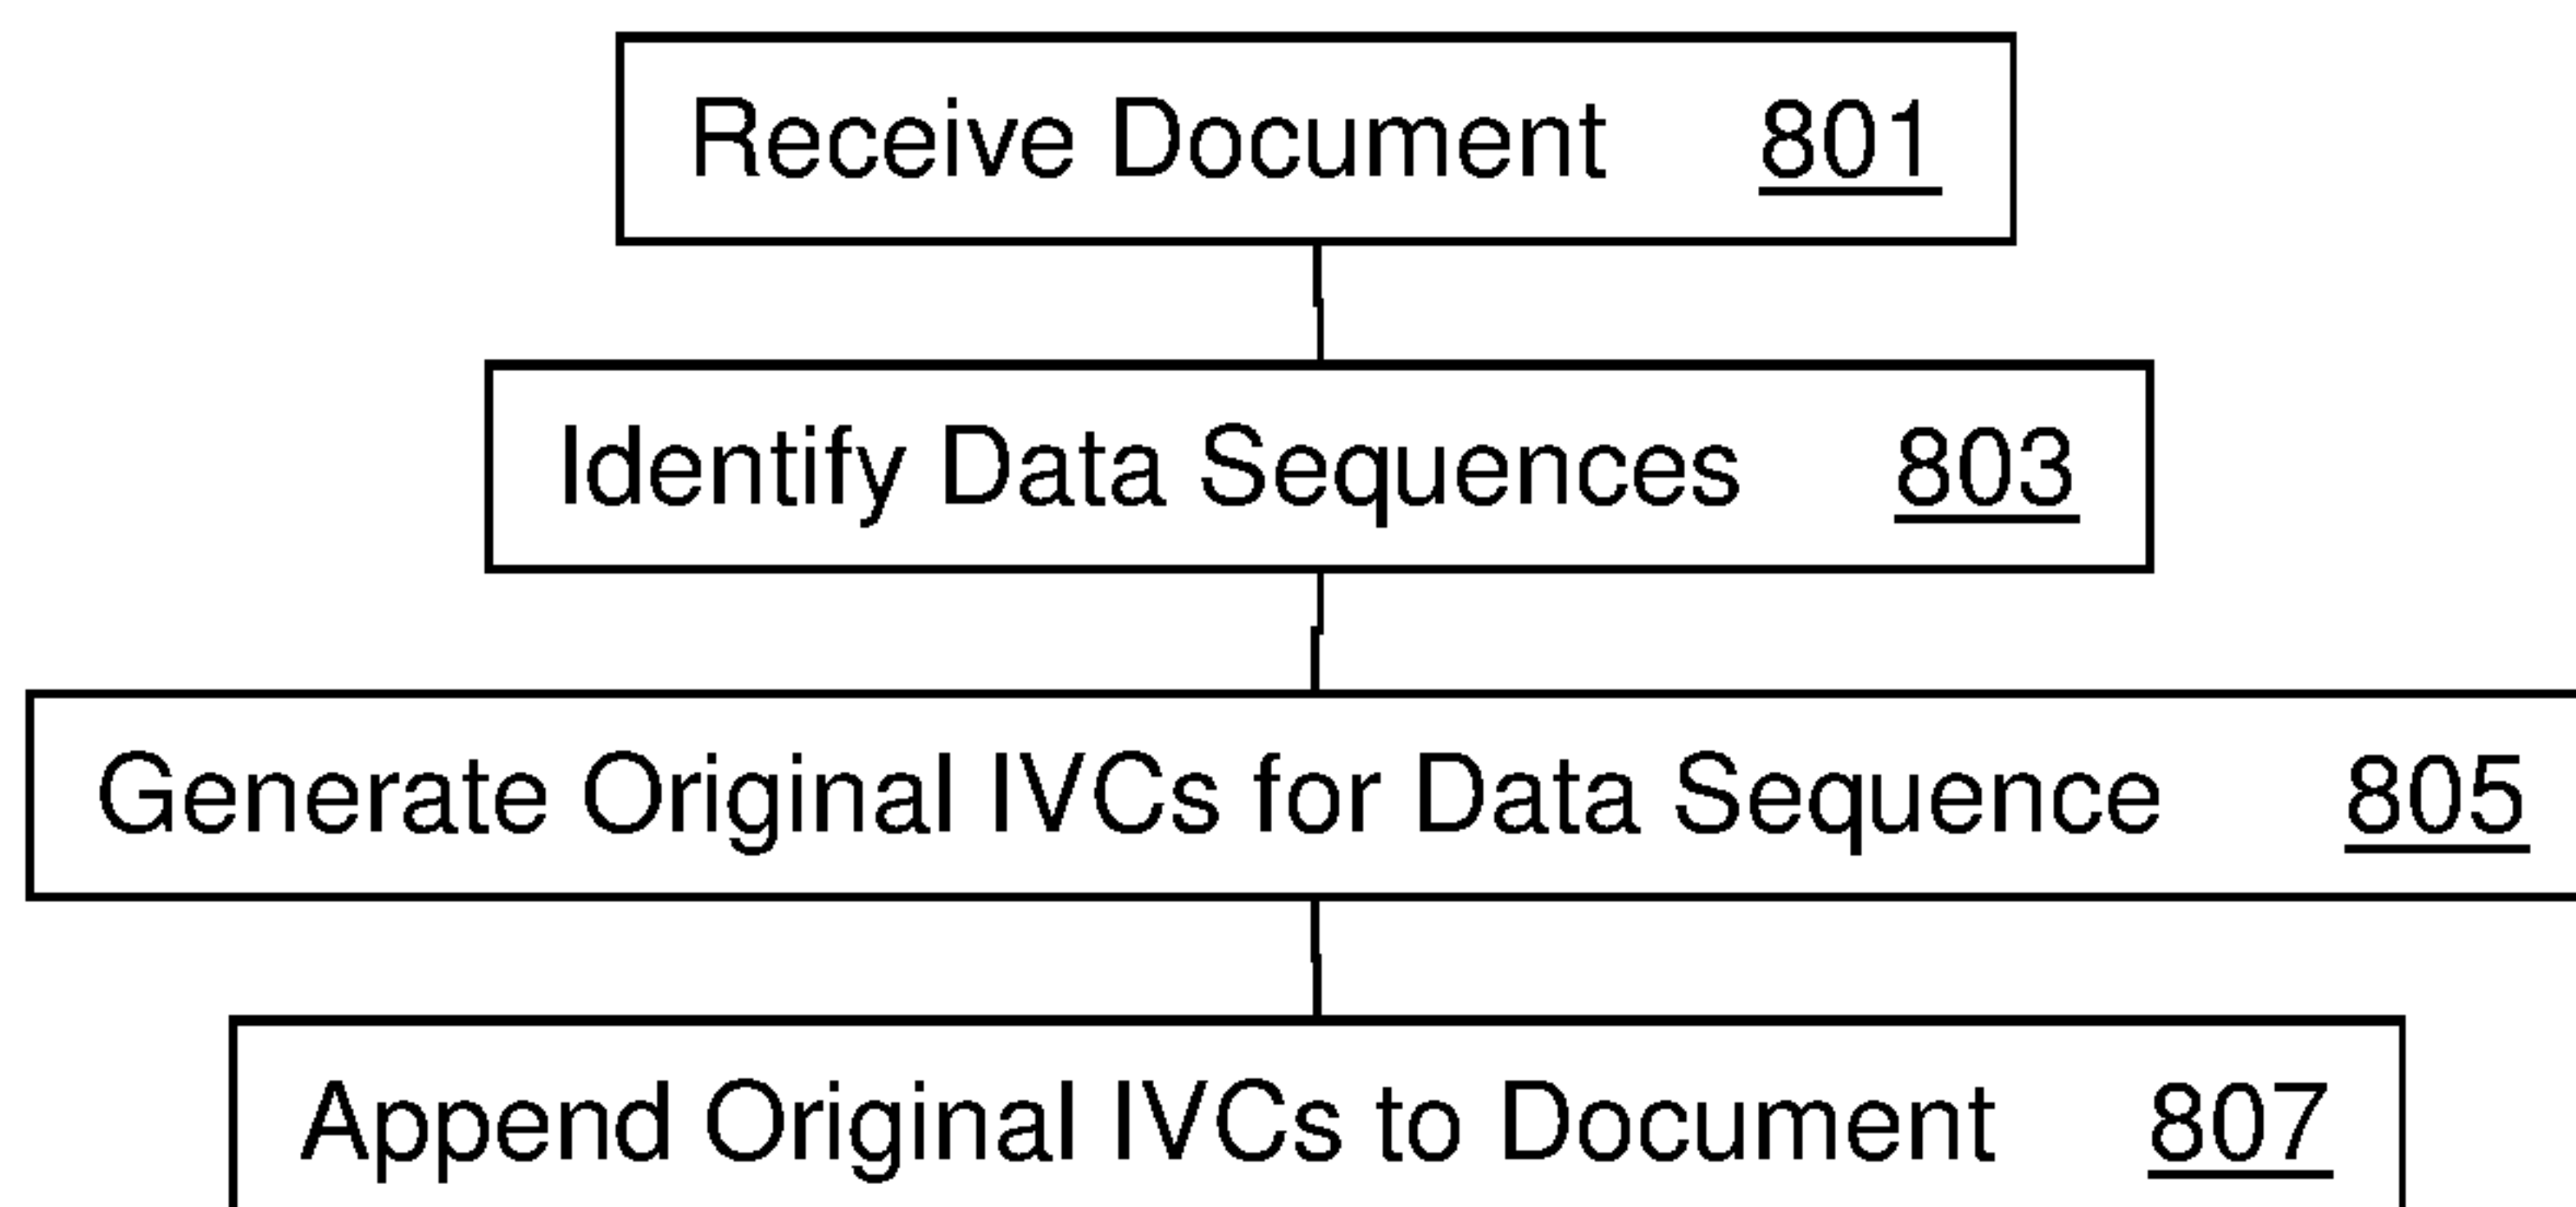 Receive Document 801
Identify Data Sequences 803
Generate Original IVCs for Data Sequence 805
Append Original IVCs to Document 807